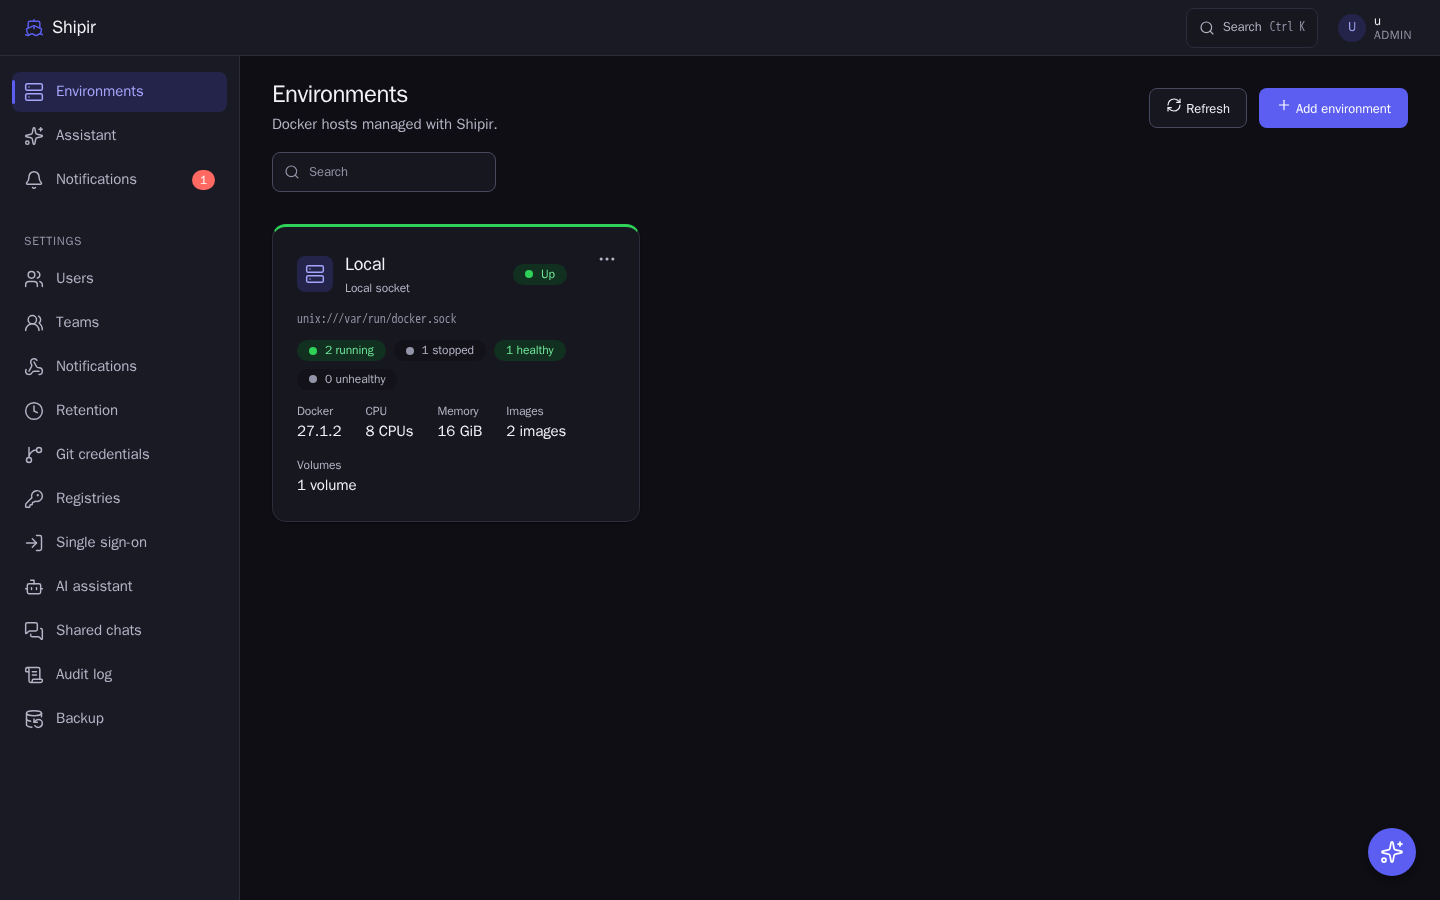 Shipir
Search Ctrl K
U
u
ADMIN
Environments
Assistant
Notifications
1
SETTINGS
Users
Teams
Notifications
Retention
Git credentials
Registries
Single sign-on
AI assistant
Shared chats
Audit log
Backup
Environments
Docker hosts managed with Shipir.
Refresh
Add environment
Search
Local
Local socket
Up
unix:///var/run/docker.sock
2 running
1 stopped
1 healthy
0 unhealthy
Docker
CPU
Memory
Images
27.1.2
8 CPUs
16 GiB
2 images
Volumes
1 volume